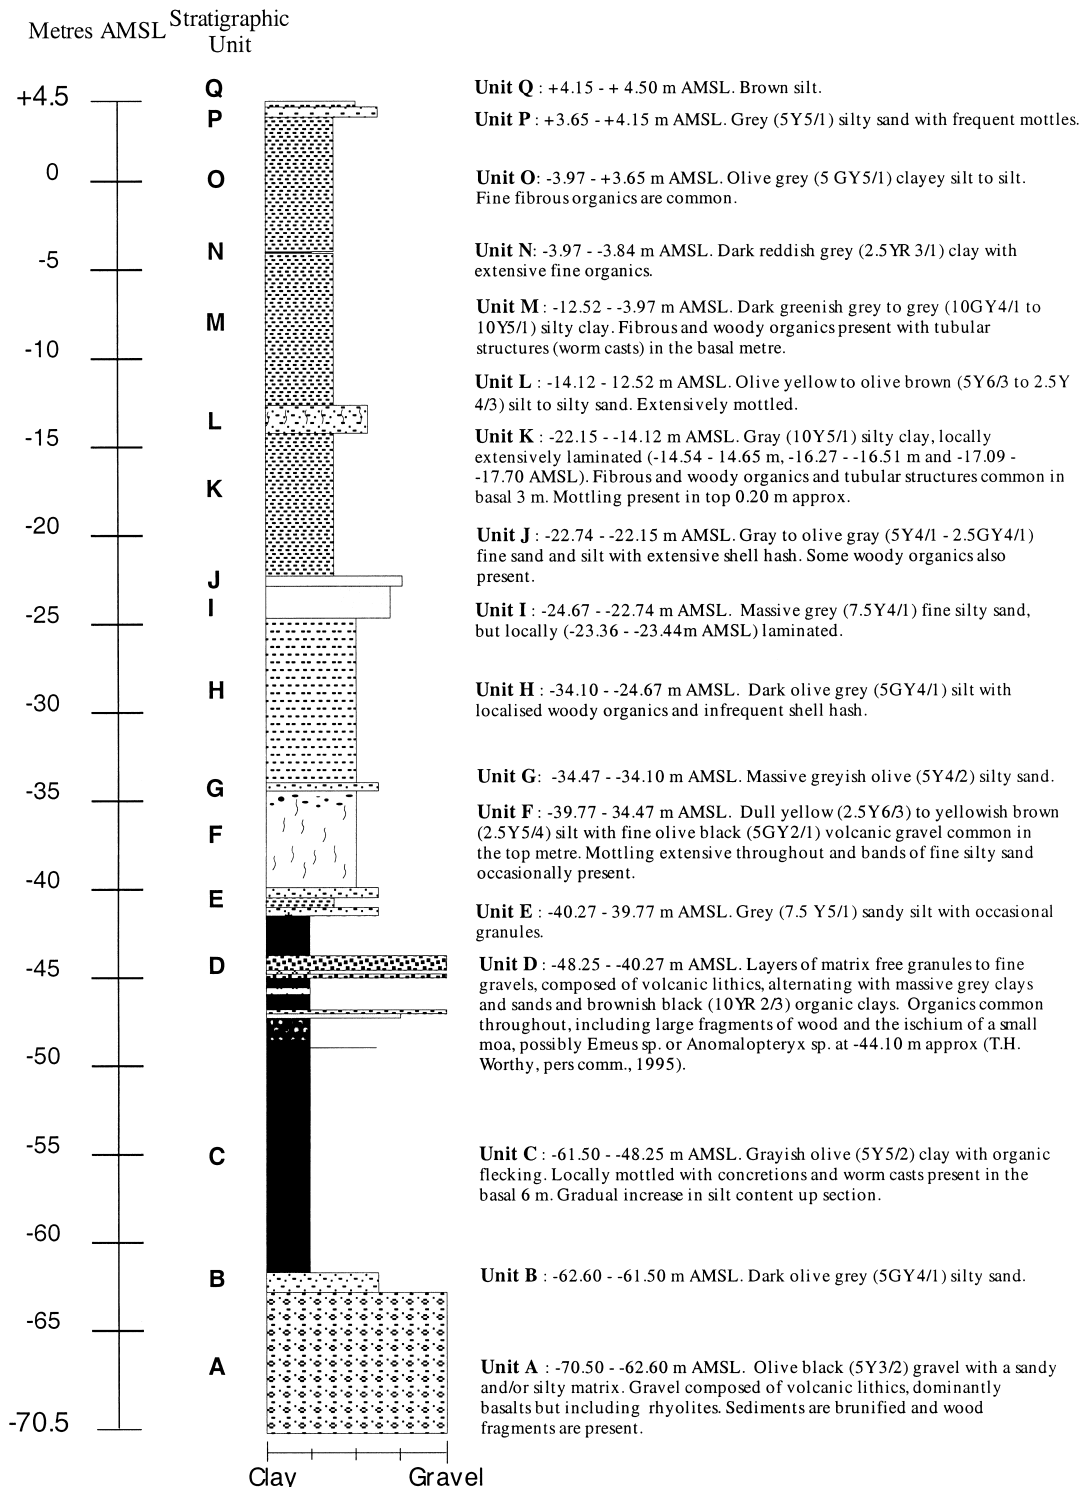 Metres AMSL
Stratigraphic
Unit
+4.5
0
-5
-10
-15
-20
-25
-30
-35
-40
-45
-50
-55
-60
-65
-70.5
Q
P
O
N
M
L
K
J
I
H
G
F
E
D
C
B
A
Unit Q : +4.15 - + 4.50 m AMSL. Brown silt.
Unit P : +3.65 - +4.15 m AMSL. Grey (5Y5/1) silty sand with frequent mottles.
Unit O: -3.97 - +3.65 m AMSL. Olive grey (5 GY5/1) clayey silt to silt.
Fine fibrous organics are common.
Unit N: -3.97 - -3.84 m AMSL. Dark reddish grey (2.5YR 3/1) clay with
extensive fine organics.
Unit M : -12.52 - -3.97 m AMSL. Dark greenish grey to grey (10GY4/1 to
10Y5/1) silty clay. Fibrous and woody organics present with tubular
structures (worm casts) in the basal metre.
Unit L : -14.12 - 12.52 m AMSL. Olive yellow to olive brown (5Y6/3 to 2.5Y
4/3) silt to silty sand. Extensively mottled.
Unit K : -22.15 - -14.12 m AMSL. Gray (10Y5/1) silty clay, locally
extensively laminated (-14.54 - 14.65 m, -16.27 - -16.51 m and -17.09 -
-17.70 AMSL). Fibrous and woody organics and tubular structures common in
basal 3 m. Mottling present in top 0.20 m approx.
Unit J : -22.74 - -22.15 m AMSL. Gray to olive gray (5Y4/1 - 2.5GY4/1)
fine sand and silt with extensive shell hash. Some woody organics also
present.
Unit I : -24.67 - -22.74 m AMSL. Massive grey (7.5Y4/1) fine silty sand,
but locally (-23.36 - -23.44m AMSL) laminated.
Unit H : -34.10 - -24.67 m AMSL. Dark olive grey (5GY4/1) silt with
localised woody organics and infrequent shell hash.
Unit G: -34.47 - -34.10 m AMSL. Massive greyish olive (5Y4/2) silty sand.
Unit F : -39.77 - 34.47 m AMSL. Dull yellow (2.5Y6/3) to yellowish brown
(2.5Y5/4) silt with fine olive black (5GY2/1) volcanic gravel common in
the top metre. Mottling extensive throughout and bands of fine silty sand
occasionally present.
Unit E : -40.27 - 39.77 m AMSL. Grey (7.5 Y5/1) sandy silt with occasional
granules.
Unit D : -48.25 - -40.27 m AMSL. Layers of matrix free granules to fine
gravels, composed of volcanic lithics, alternating with massive grey clays
and sands and brownish black (10YR 2/3) organic clays. Organics common
throughout, including large fragments of wood and the ischium of a small
moa, possibly Emeus sp. or Anomalopteryx sp. at -44.10 m approx (T.H.
Worthy, pers comm., 1995).
Unit C : -61.50 - -48.25 m AMSL. Grayish olive (5Y5/2) clay with organic
flecking. Locally mottled with concretions and worm casts present in the
basal 6 m. Gradual increase in silt content up section.
Unit B : -62.60 - -61.50 m AMSL. Dark olive grey (5GY4/1) silty sand.
Unit A : -70.50 - -62.60 m AMSL. Olive black (5Y3/2) gravel with a sandy
and/or silty matrix. Gravel composed of volcanic lithics, dominantly
basalts but including rhyolites. Sediments are brunified and wood
fragments are present.
Clay
Gravel